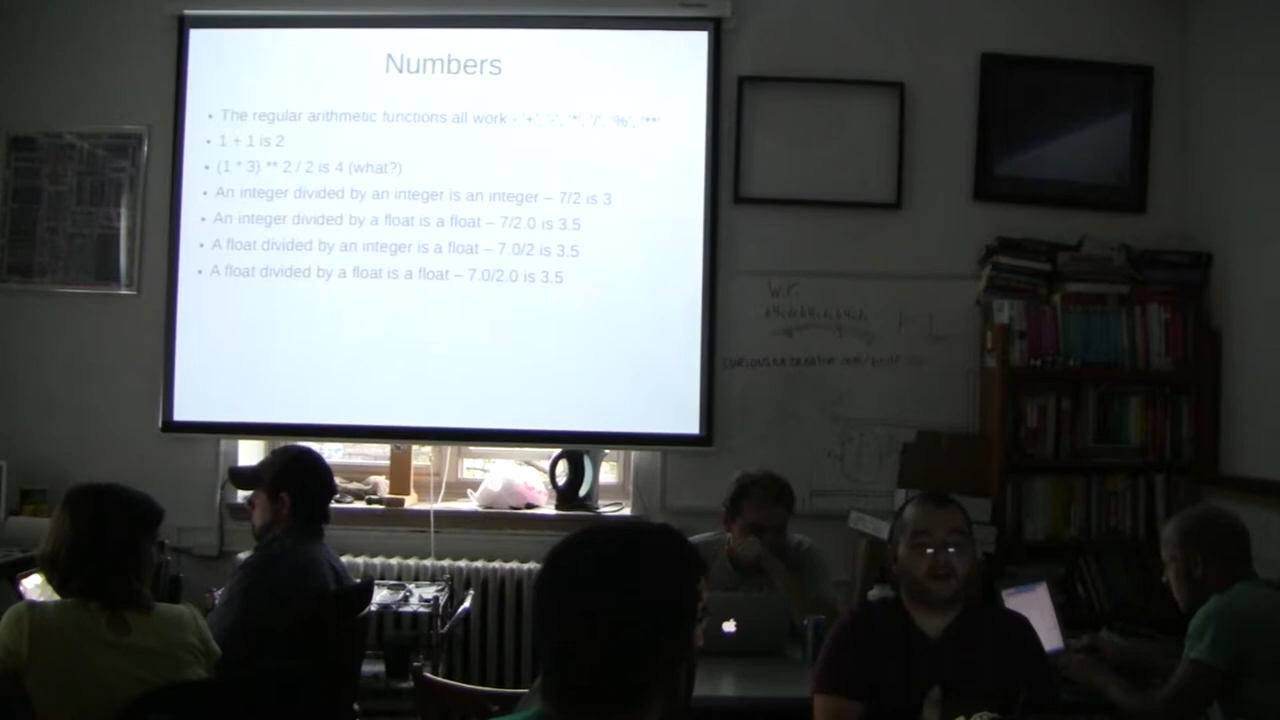 Numbers
• The regular arithmetic functions all work - '+', '-', '*', '/', '%', '**'
• 1 + 1 is 2
• (1 * 3) ** 2 / 2 is 4 (what?)
• An integer divided by an integer is an integer – 7/2 is 3
• An integer divided by a float is a float – 7/2.0 is 3.5
• A float divided by an integer is a float – 7.0/2 is 3.5
• A float divided by a float is a float – 7.0/2.0 is 3.5